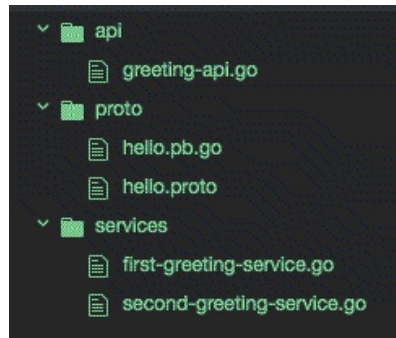 api
greeting-api.go
proto
hello.pb.go
hello.proto
services
first-greeting-service.go
second-greeting-service.go